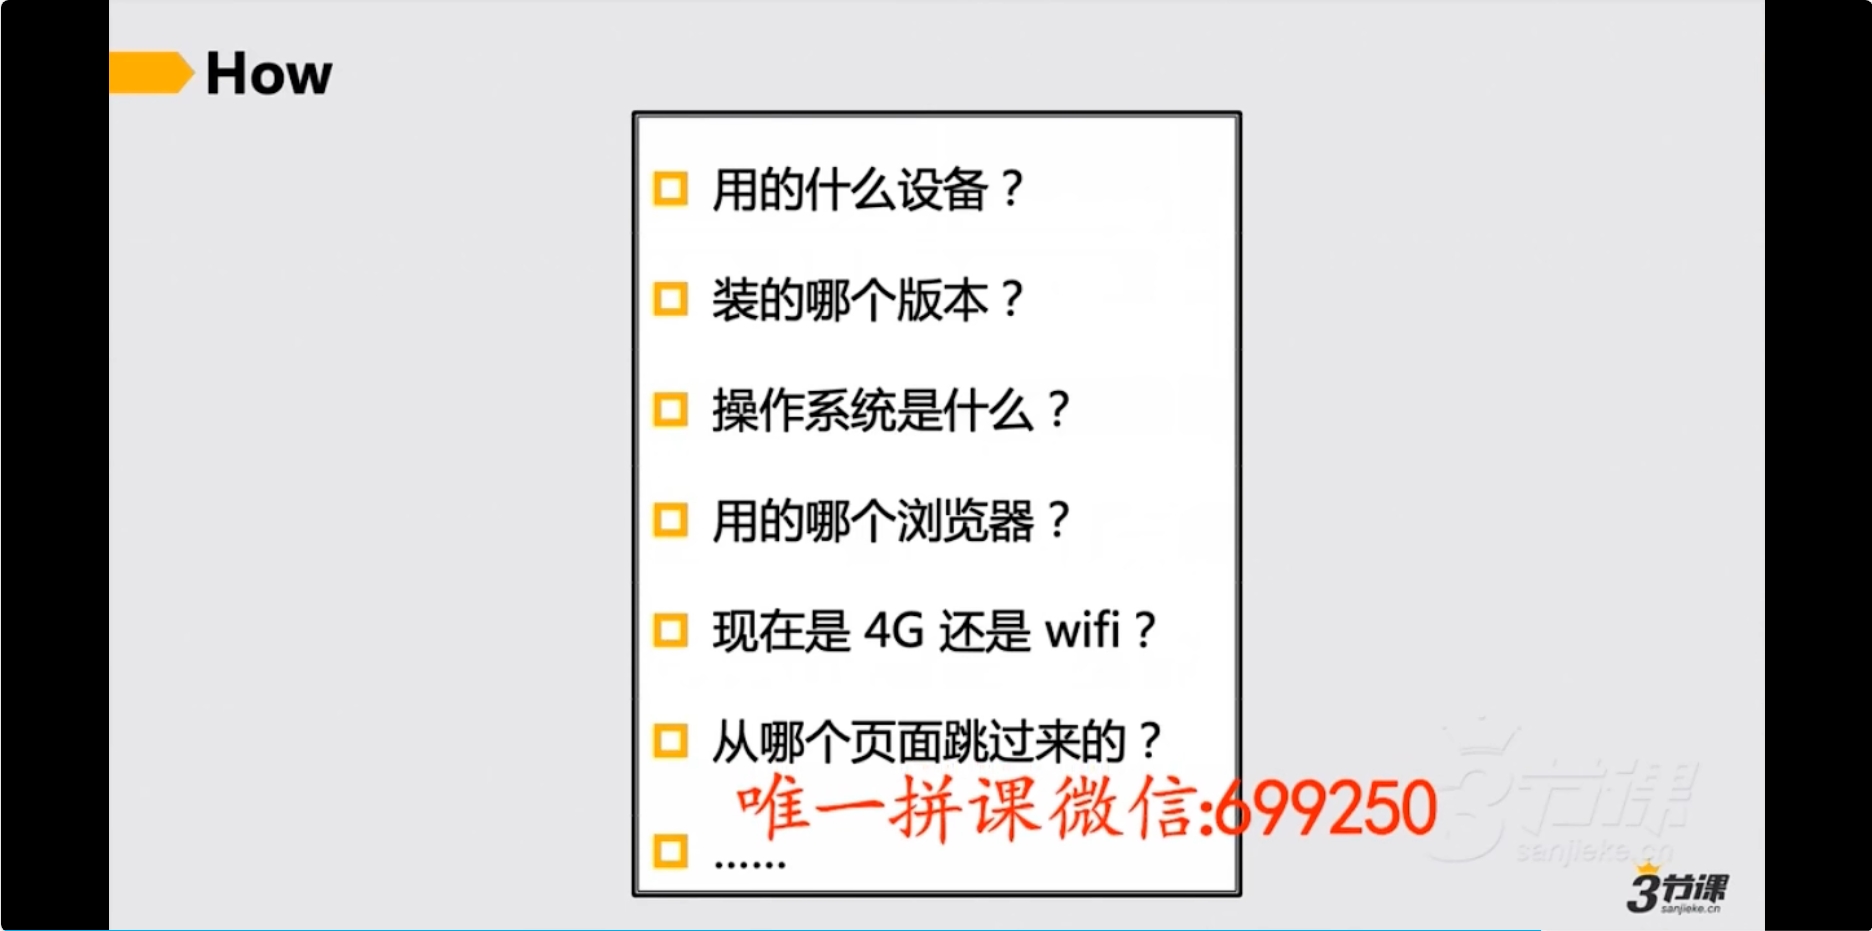 How
用的什么设备？
装的哪个版本？
操作系统是什么？
用的哪个浏览器？
现在是 4G 还是 wifi？
从哪个页面跳过来的？
唯一拼课微信:699250
......
3节课
sanjieke.cn
3节课
sanjieke.cn